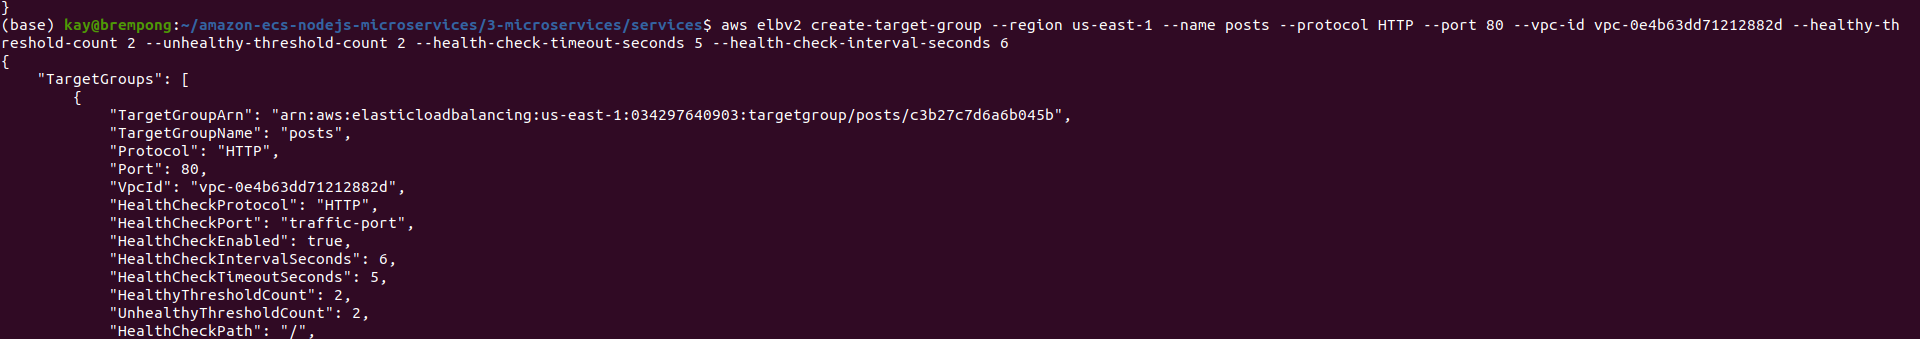 }
(base) kay@brempong:~/amazon-ecs-nodejs-microservices/3-microservices/services$ aws elbv2 create-target-group --region us-east-1 --name posts --protocol HTTP --port 80 --vpc-id vpc-0e4b63dd71212882d --healthy-th
reshold-count 2 --unhealthy-threshold-count 2 --health-check-timeout-seconds 5 --health-check-interval-seconds 6
{
    "TargetGroups": [
        {
            "TargetGroupArn": "arn:aws:elasticloadbalancing:us-east-1:034297640903:targetgroup/posts/c3b27c7d6a6b045b",
            "TargetGroupName": "posts",
            "Protocol": "HTTP",
            "Port": 80,
            "VpcId": "vpc-0e4b63dd71212882d",
            "HealthCheckProtocol": "HTTP",
            "HealthCheckPort": "traffic-port",
            "HealthCheckEnabled": true,
            "HealthCheckIntervalSeconds": 6,
            "HealthCheckTimeoutSeconds": 5,
            "HealthyThresholdCount": 2,
            "UnhealthyThresholdCount": 2,
            "HealthCheckPath": "/",